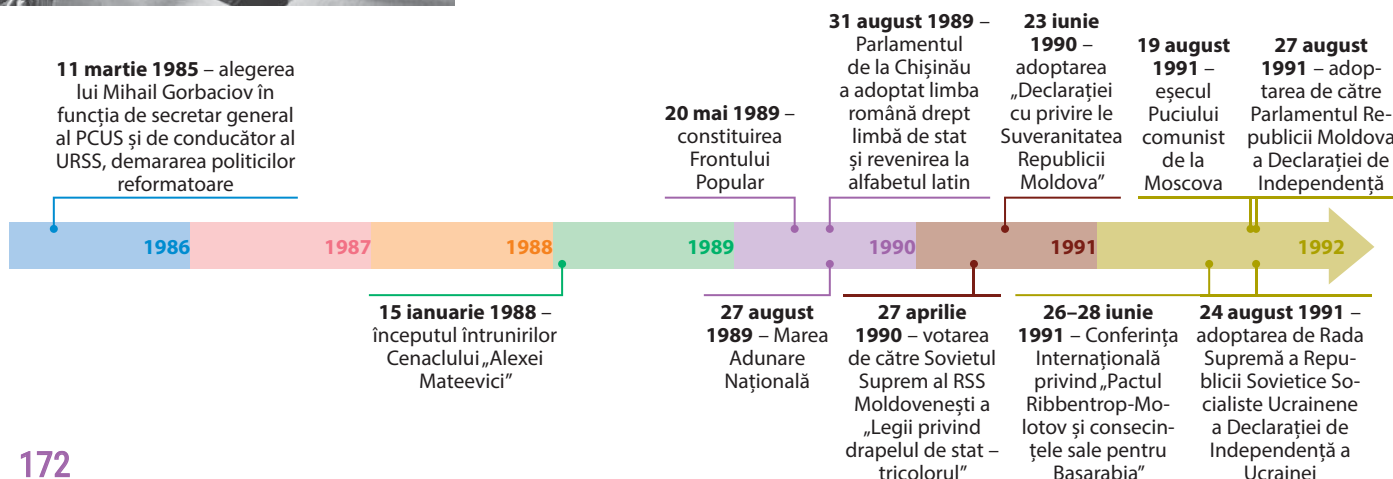 11 martie 1985 – alegerea
lui Mihail Gorbaciov în
funcția de secretar general
al PCUS și de conducător al
URSS, demararea politicilor
reformatoare
20 mai 1989 –
constituirea
Frontului
Popular
31 august 1989 –
Parlamentul
de la Chișinău
a adoptat limba
română drept
limbă de stat
și revenirea la
alfabetul latin
23 iunie
1990 –
adoptarea
„Declarației
cu privire le
Suveranitatea
Republicii
Moldova”
19 august
1991 –
eșecul
Puciului
comunist
de la
Moscova
27 august
1991 – adop-
tarea de către
Parlamentul Re-
publicii Moldova
a Declarației de
Independență
1986
1987
1988
1989
1990
1991
1992
15 ianuarie 1988 –
începutul întrunirilor
Cenaclului „Alexei
Mateevici”
27 august
1989 – Marea
Adunare
Națională
27 aprilie
1990 – votarea
de către Sovietul
Suprem al RSS
Moldovenești a
„Legii privind
drapelul de stat –
tricolorul”
26–28 iunie
1991 – Conferința
Internațională
privind „Pactul
Ribbentrop-Mo-
lotov și consecin-
țele sale pentru
Basarabia”
24 august 1991 –
adoptarea de Rada
Supremă a Repu-
blicii Sovietice So-
cialiste Ucrainene
a Declarației de
Independență a
Ucrainei
172